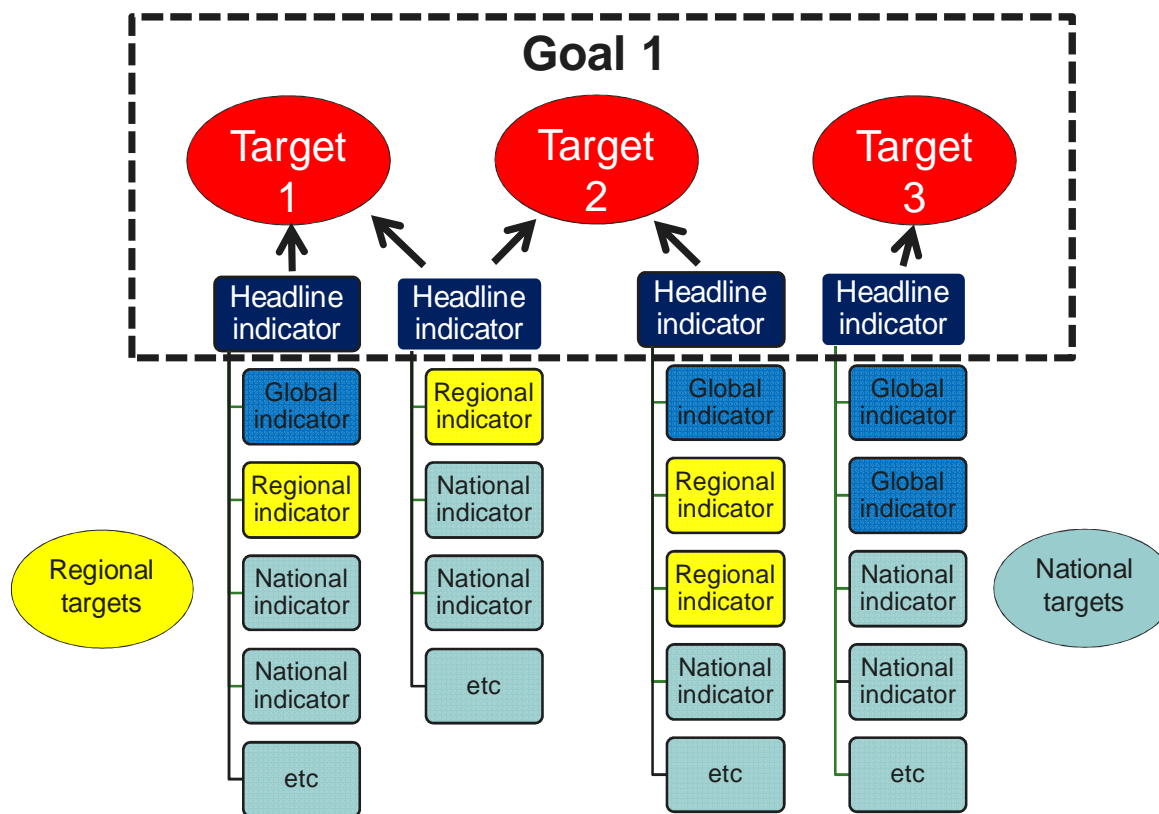 Goal 1
Target
1
Target
2
Target
3
Headline
indicator
Headline
indicator
Headline
indicator
Headline
indicator
Global
indicator
Regional
indicator
National
indicator
National
indicator
etc
Regional
indicator
National
indicator
National
indicator
etc
Global
indicator
Regional
indicator
Regional
indicator
National
indicator
etc
Global
indicator
Global
indicator
National
indicator
National
indicator
etc
Regional
targets
National
targets